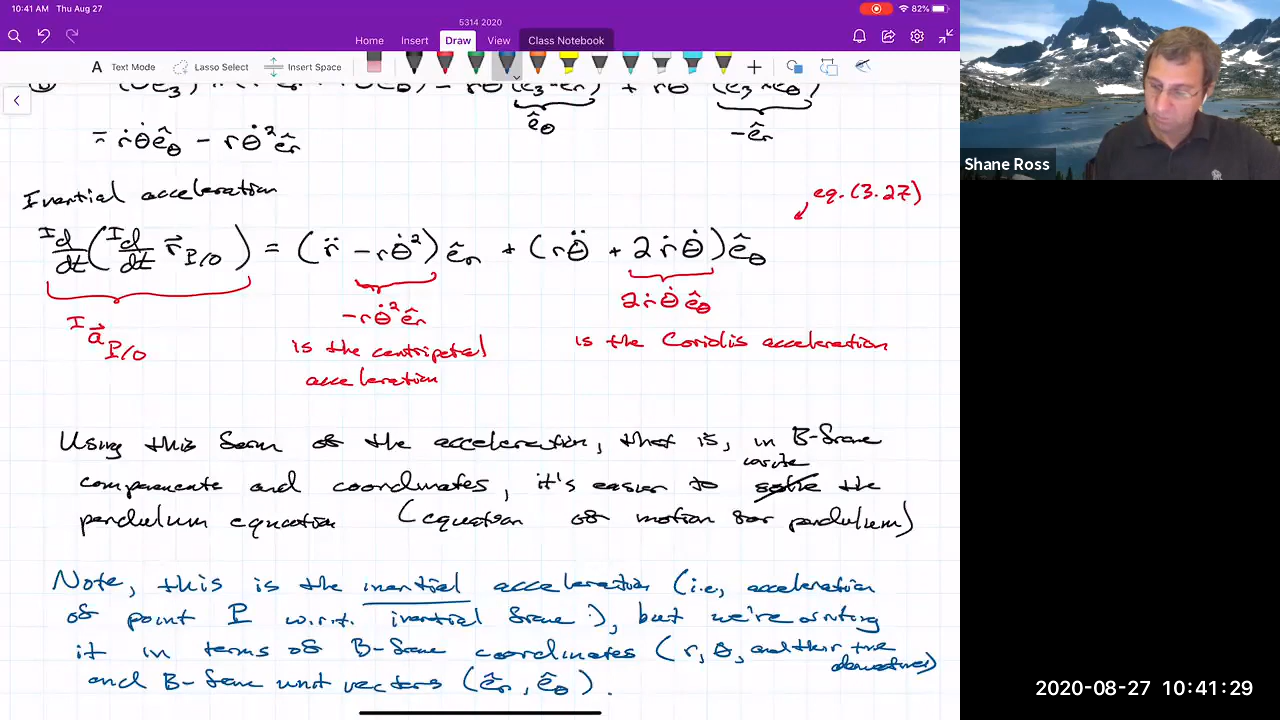 10:41 AM Thu Aug 27
82%
5314 2020
Home Insert Draw View Class Notebook
Text Mode Lasso Select Insert Space
ê_θ
-ê_r
= ṙθ̇ê_θ - rθ̇²ê_r
Inertial acceleration
eq. (3.27)
ᴵd/dt(ᴵd/dt r⃗_P/O) = (r̈ - rθ̇²)ê_r + (rθ̈ + 2ṙθ̇)ê_θ
ᴵa⃗_P/O
-rθ̇²ê_r
is the centripetal
acceleration
2ṙθ̇ê_θ
is the Coriolis acceleration
Using this form of the acceleration, that is, in B-frame
components and coordinates, it's easier to write solve the
pendulum equation (equation of motion for pendulum)
Note, this is the inertial acceleration (i.e, acceleration
of point P w.r.t. inertial frame), but we're writing
it in terms of B-frame coordinates (r, θ, and their time derivatives)
and B-frame unit vectors (ê_r, ê_θ).
Shane Ross
2020-08-27 10:41:29